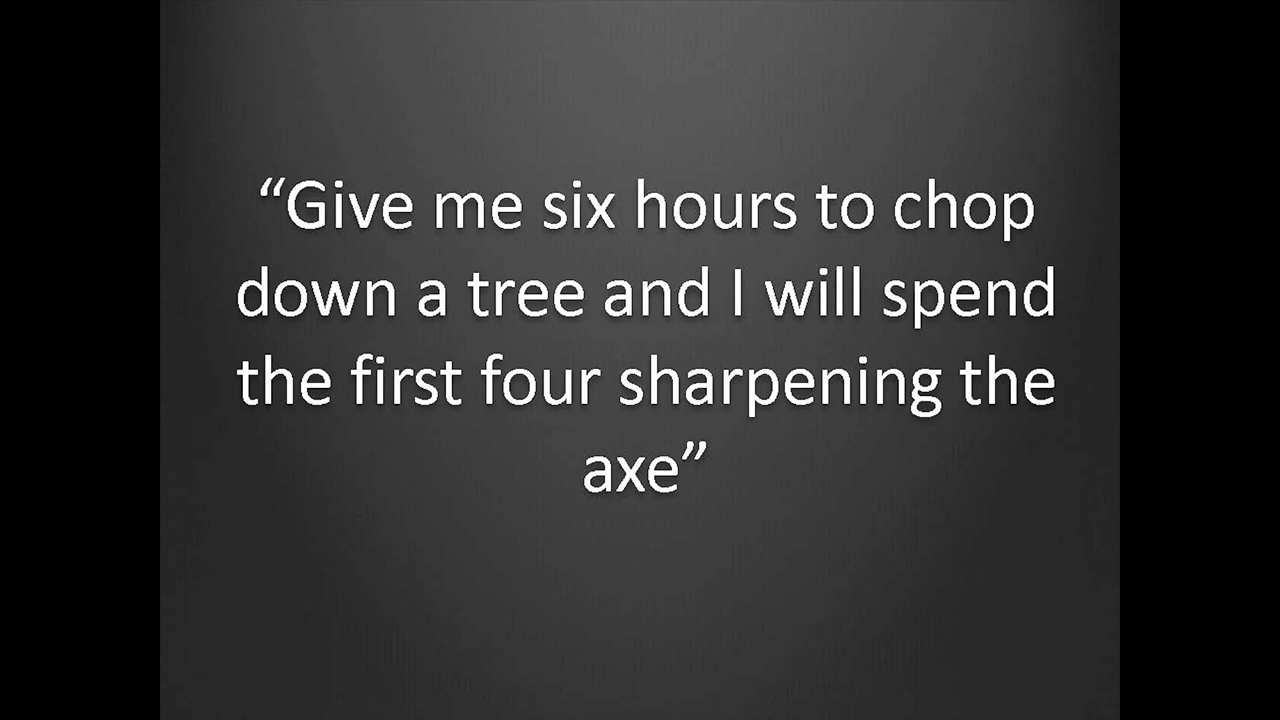 “Give me six hours to chop
down a tree and I will spend
the first four sharpening the
axe”